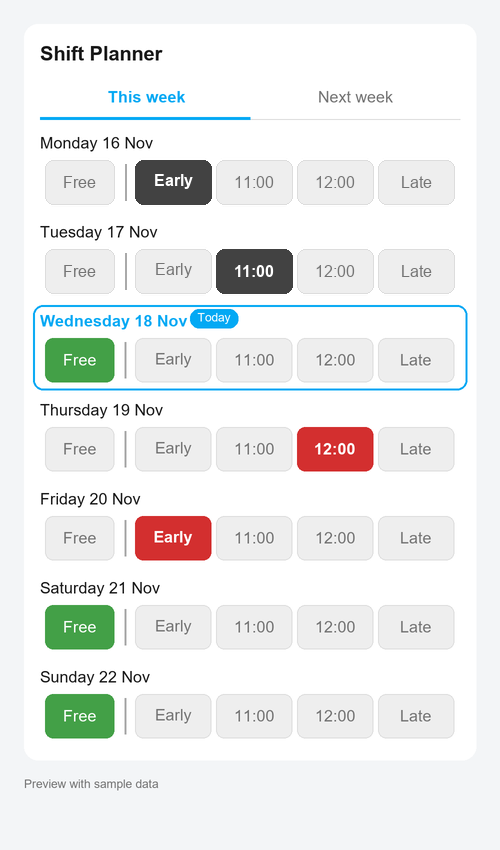 Shift Planner
This week Next week
Monday 16 Nov
Free Early 11:00 12:00 Late
Tuesday 17 Nov
Free Early 11:00 12:00 Late
Wednesday 18 Nov Today
Free Early 11:00 12:00 Late
Thursday 19 Nov
Free Early 11:00 12:00 Late
Friday 20 Nov
Free Early 11:00 12:00 Late
Saturday 21 Nov
Free Early 11:00 12:00 Late
Sunday 22 Nov
Free Early 11:00 12:00 Late
Preview with sample data